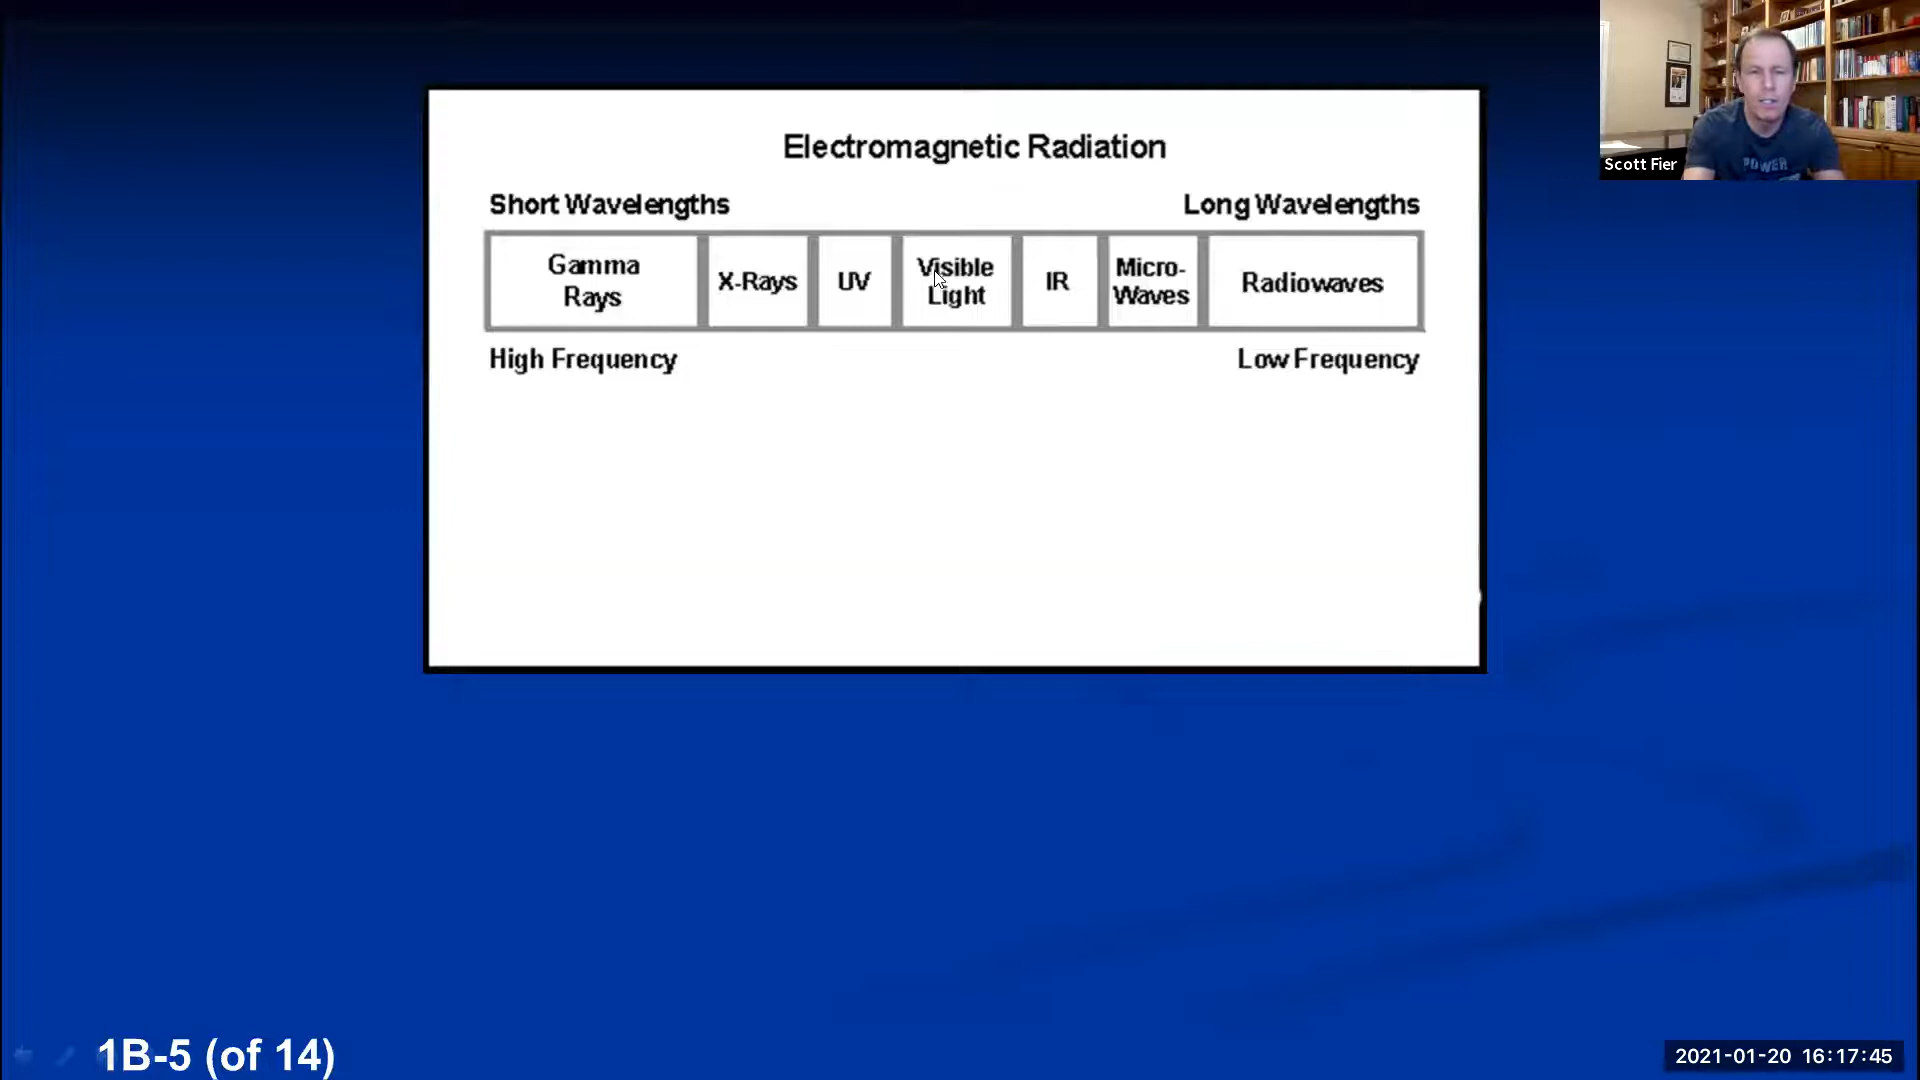 Electromagnetic Radiation
Short Wavelengths
Long Wavelengths
Gamma
Rays
X-Rays
UV
Visible
Light
IR
Micro-
Waves
Radiowaves
High Frequency
Low Frequency
Scott Fier
POWER
1B-5 (of 14)
2021-01-20 16:17:45